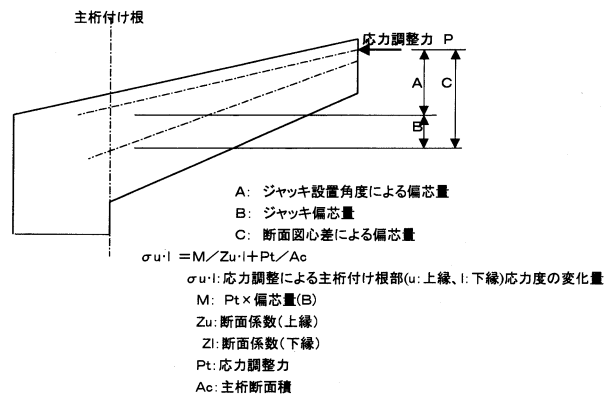 主桁付け根
応力調整力 P
A
C
B
A: ジャッキ設置角度による偏芯量
B: ジャッキ偏芯量
C: 断面図心差による偏芯量
σu・l =M/Zu・l+Pt/Ac
σu・l:応力調整による主桁付け根部(u:上縁、l:下縁)応力度の変化量
M: Pt×偏芯量(B)
Zu:断面係数(上縁)
Zl:断面係数(下縁)
Pt:応力調整力
Ac:主桁断面積